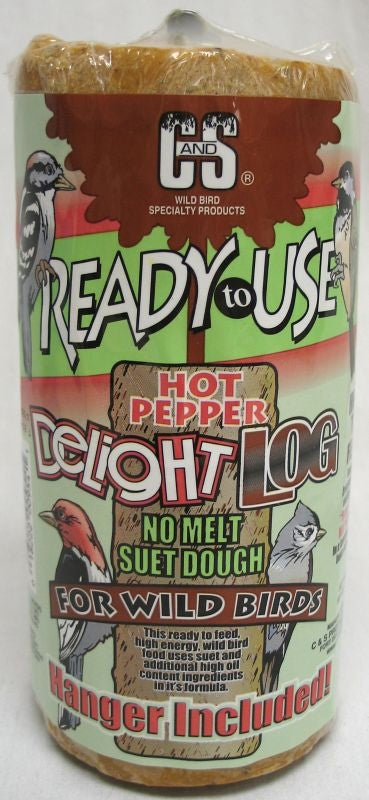 C AND S ®
WILD BIRD
SPECIALTY PRODUCTS
READY to USE
HOT
PEPPER
DELIGHT LOG
NO MELT
SUET DOUGH
FOR WILD BIRDS
This ready to feed,
high energy, wild bird
food uses suet and
additional high oil
content ingredients
in it's formula.
Hanger Included!